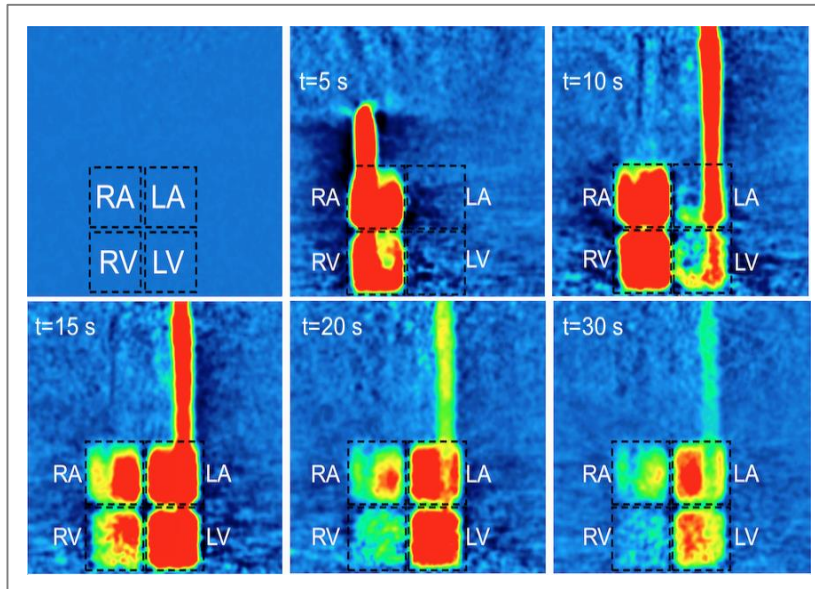 RA LA
RV LV
t=5 s
RA LA
RV LV
t=10 s
RA LA
RV LV
t=15 s
RA LA
RV LV
t=20 s
RA LA
RV LV
t=30 s
RA LA
RV LV